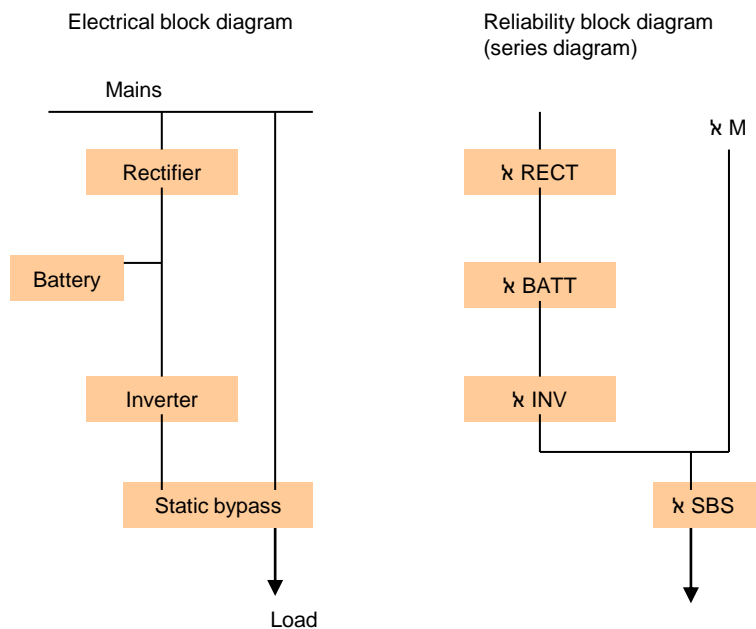 Electrical block diagram
Reliability block diagram
(series diagram)
Mains
Rectifier
Battery
Inverter
Static bypass
Load
א M
א RECT
א BATT
א INV
א SBS